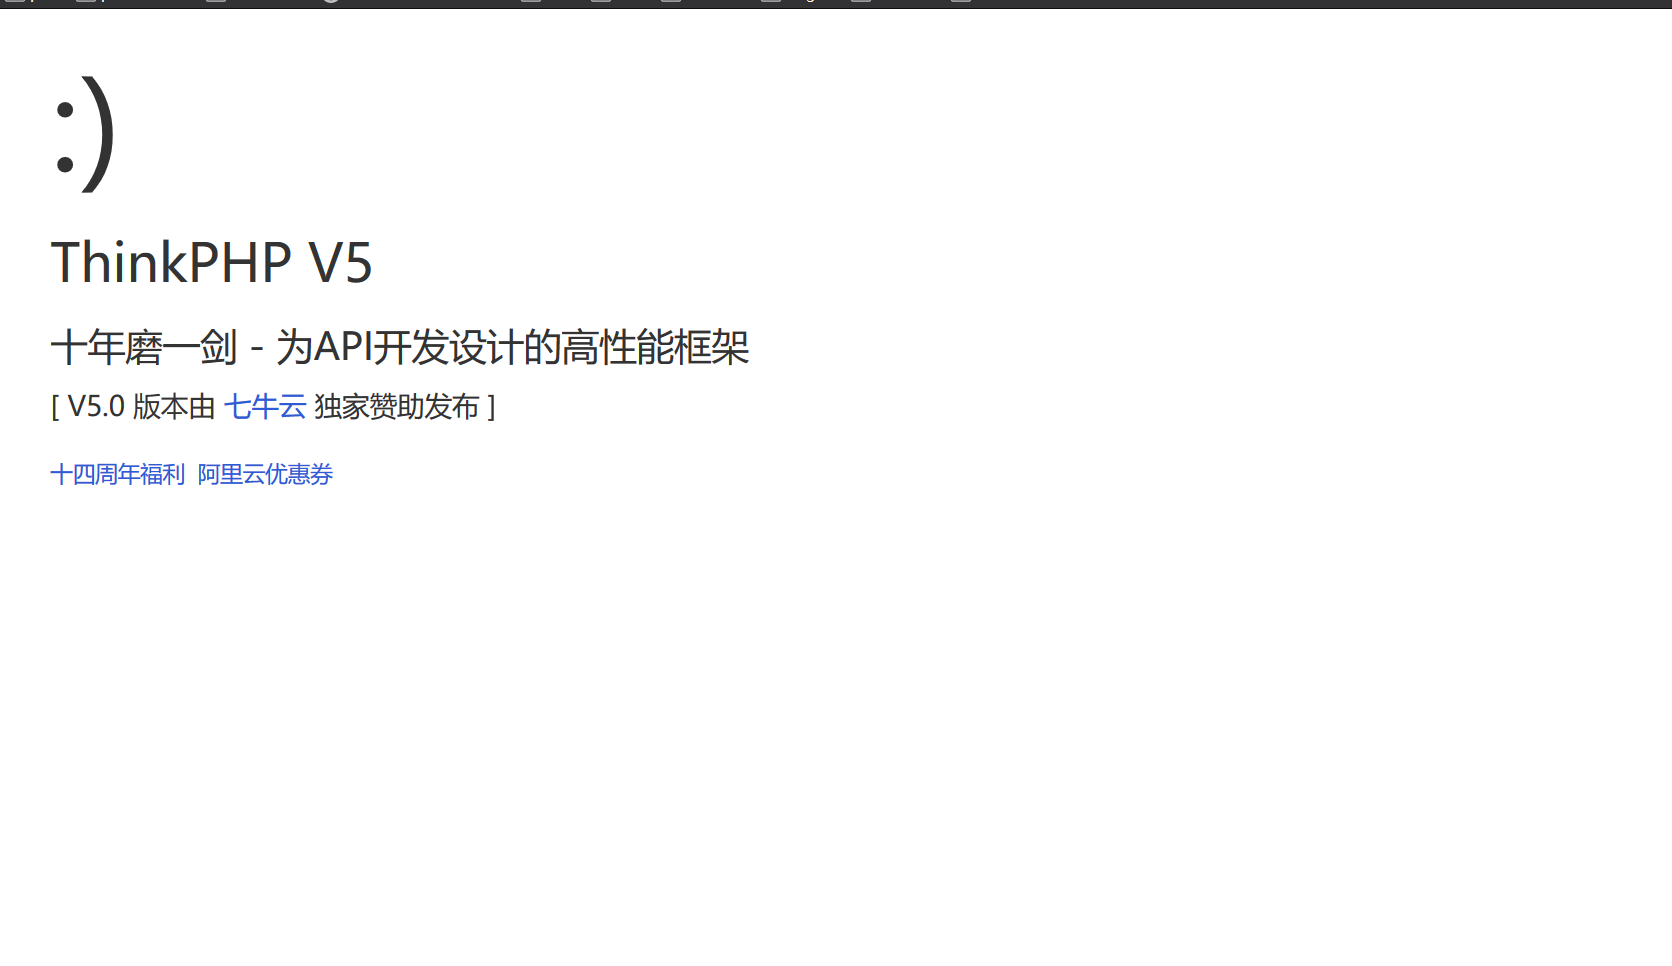 :)
ThinkPHP V5
十年磨一剑 - 为API开发设计的高性能框架
[ V5.0 版本由 七牛云 独家赞助发布 ]
十四周年福利 阿里云优惠券